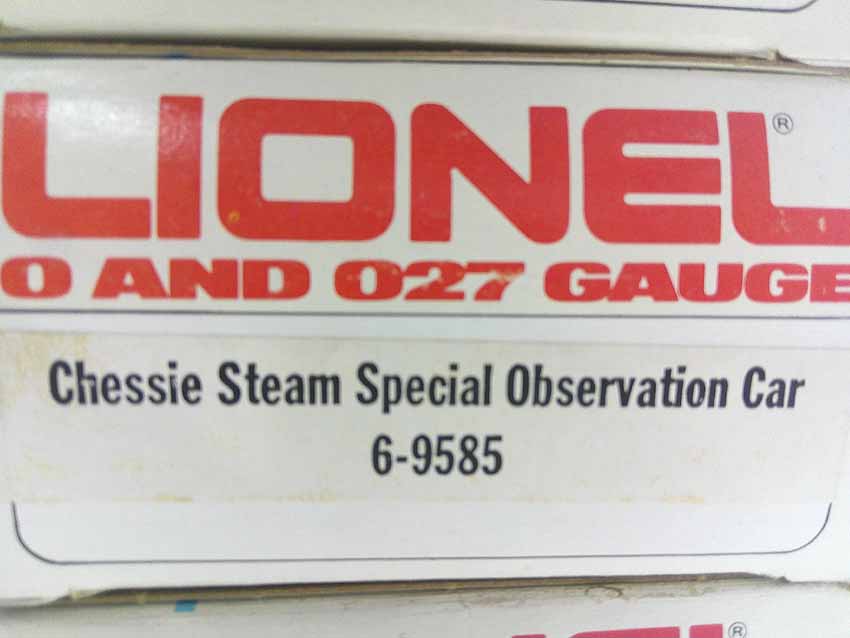 LIONEL®
O AND O27 GAUGE
Chessie Steam Special Observation Car
6-9585
®